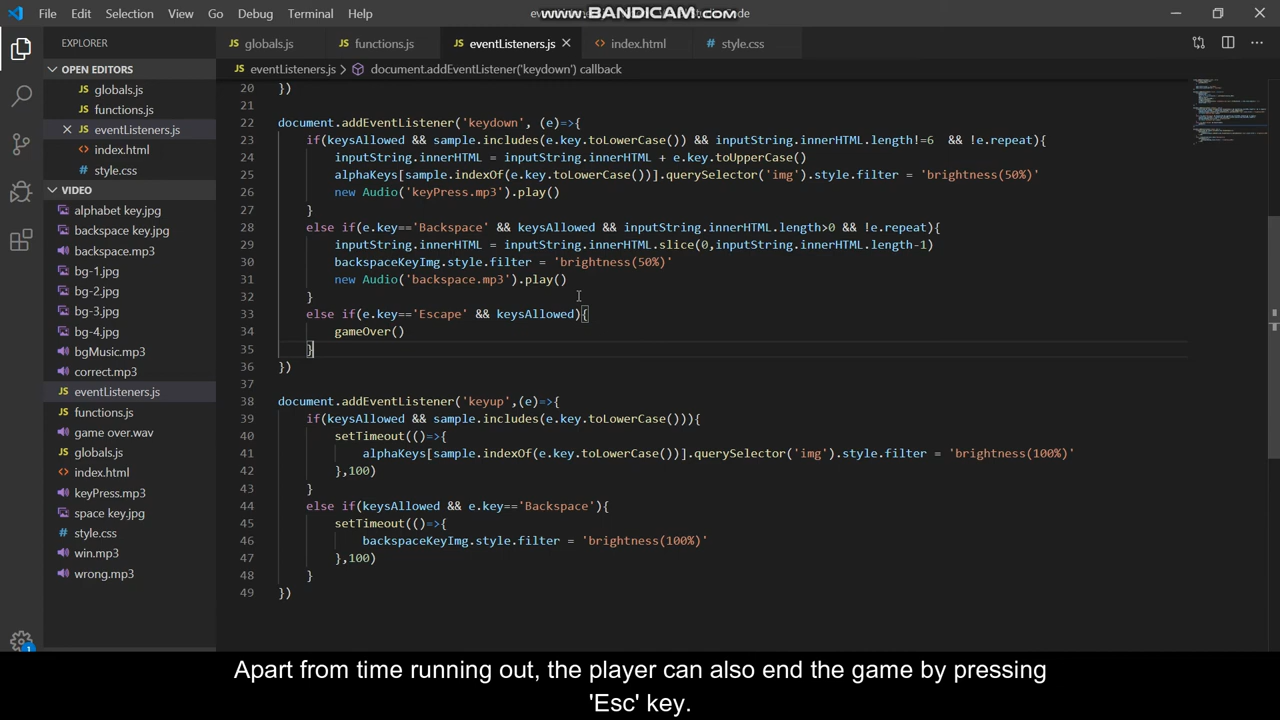 File Edit Selection View Go Debug Terminal Help
www.BANDICAM.com
EXPLORER
OPEN EDITORS
JS globals.js
JS functions.js
JS eventListeners.js
index.html
style.css
VIDEO
alphabet key.jpg
backspace key.jpg
backspace.mp3
bg-1.jpg
bg-2.jpg
bg-3.jpg
bg-4.jpg
bgMusic.mp3
correct.mp3
JS eventListeners.js
JS functions.js
game over.wav
JS globals.js
index.html
keyPress.mp3
space key.jpg
style.css
win.mp3
wrong.mp3
1
JS globals.js JS functions.js JS eventListeners.js index.html style.css
JS eventListeners.js > document.addEventListener('keydown') callback
20 })
21
22 document.addEventListener('keydown', (e)=>{
23 if(keysAllowed && sample.includes(e.key.toLowerCase()) && inputString.innerHTML.length!=6 && !e.repeat){
24 inputString.innerHTML = inputString.innerHTML + e.key.toUpperCase()
25 alphaKeys[sample.indexOf(e.key.toLowerCase())].querySelector('img').style.filter = 'brightness(50%)'
26 new Audio('keyPress.mp3').play()
27 }
28 else if(e.key=='Backspace' && keysAllowed && inputString.innerHTML.length>0 && !e.repeat){
29 inputString.innerHTML = inputString.innerHTML.slice(0,inputString.innerHTML.length-1)
30 backspaceKeyImg.style.filter = 'brightness(50%)'
31 new Audio('backspace.mp3').play()
32 }
33 else if(e.key=='Escape' && keysAllowed){
34 gameOver()
35 }
36 })
37
38 document.addEventListener('keyup',(e)=>{
39 if(keysAllowed && sample.includes(e.key.toLowerCase())){
40 setTimeout(()=>{
41 alphaKeys[sample.indexOf(e.key.toLowerCase())].querySelector('img').style.filter = 'brightness(100%)'
42 },100)
43 }
44 else if(keysAllowed && e.key=='Backspace'){
45 setTimeout(()=>{
46 backspaceKeyImg.style.filter = 'brightness(100%)'
47 },100)
48 }
49 })
Apart from time running out, the player can also end the game by pressing
'Esc' key.